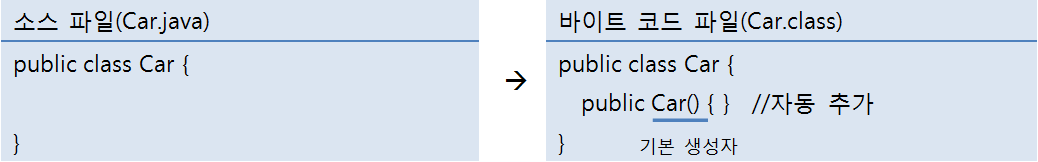 소스 파일(Car.java)
public class Car {
}
→
바이트 코드 파일(Car.class)
public class Car {
public Car() { } //자동 추가
}
기본 생성자